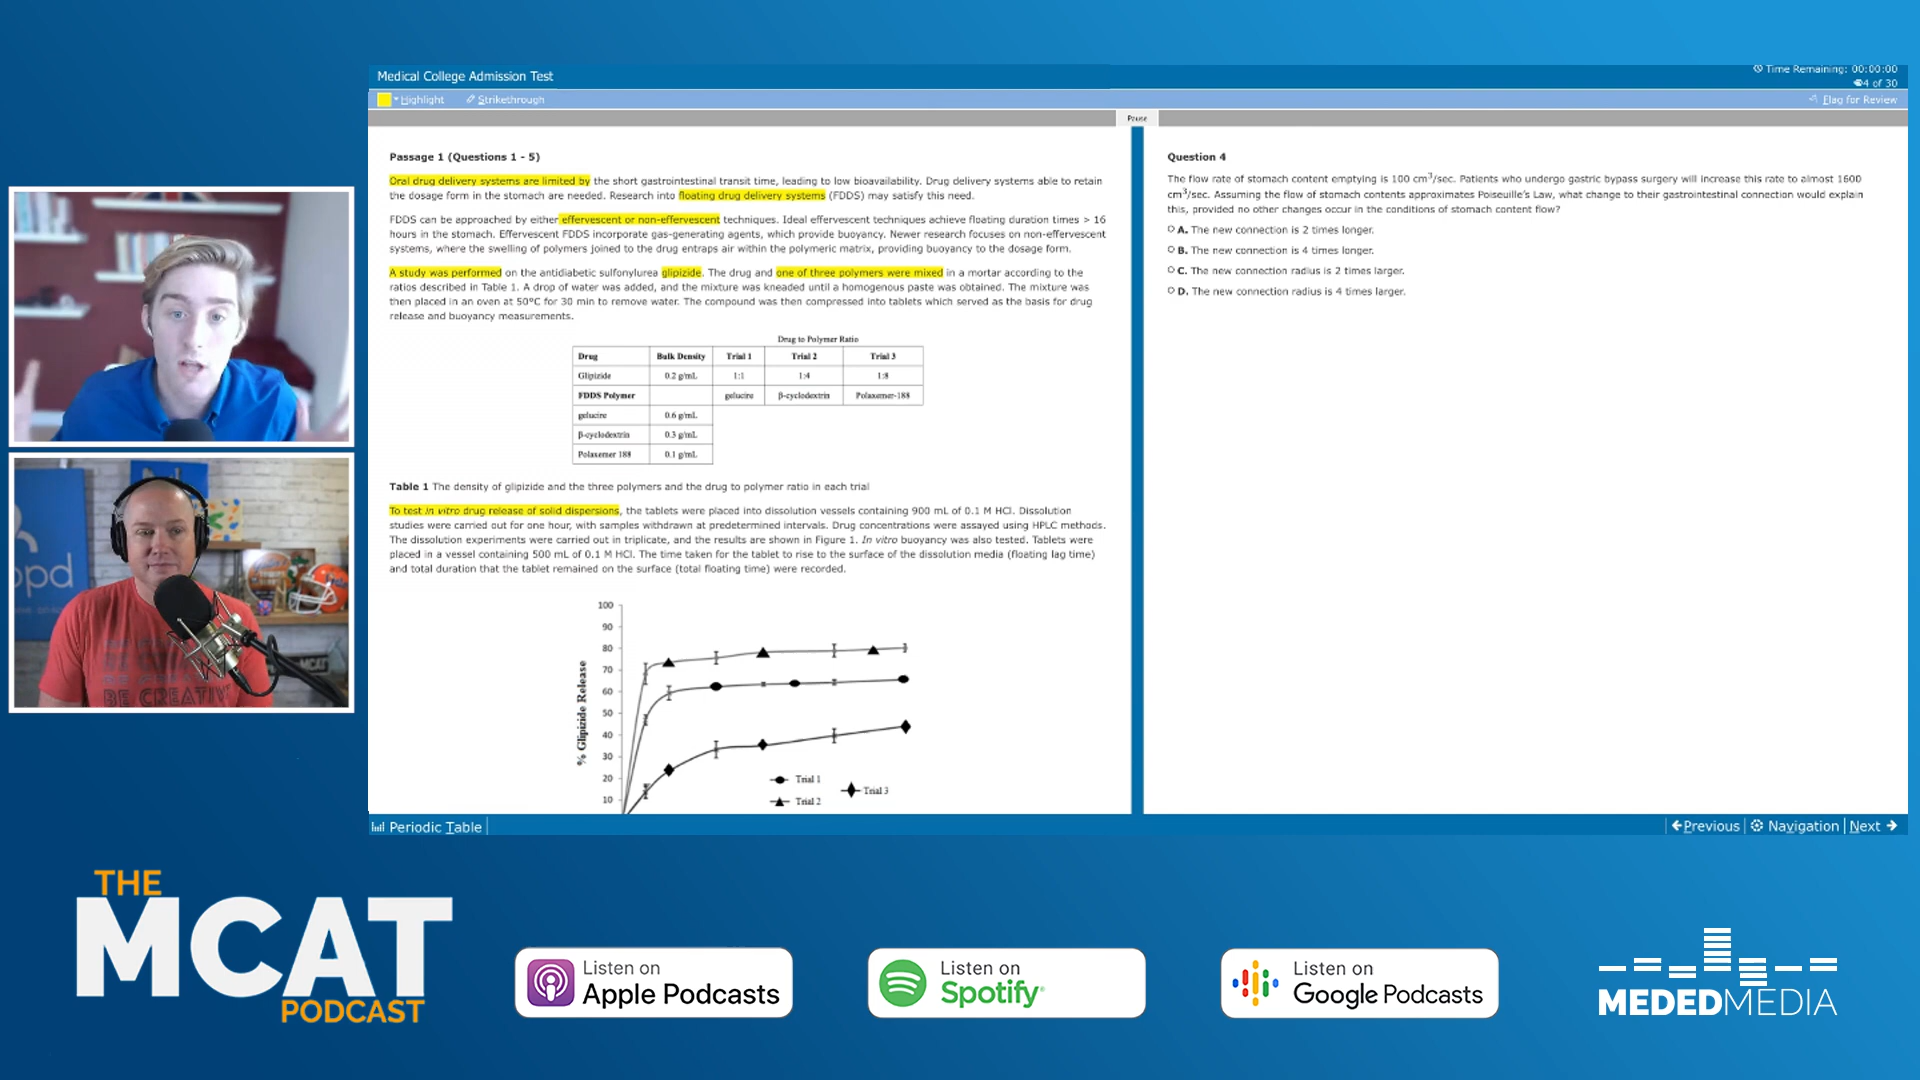 Medical College Admission Test
Time Remaining: 00:00:00
4 of 30
Highlight
Strikethrough
Flag for Review
Pause
Passage 1 (Questions 1 - 5)
Oral drug delivery systems are limited by the short gastrointestinal transit time, leading to low bioavailability. Drug delivery systems able to retain
the dosage form in the stomach are needed. Research into floating drug delivery systems (FDDS) may satisfy this need.
FDDS can be approached by either effervescent or non-effervescent techniques. Ideal effervescent techniques achieve floating duration times > 16
hours in the stomach. Effervescent FDDS incorporate gas-generating agents, which provide buoyancy. Newer research focuses on non-effervescent
systems, where the swelling of polymers joined to the drug entraps air within the polymeric matrix, providing buoyancy to the dosage form.
A study was performed on the antidiabetic sulfonylurea glipizide. The drug and one of three polymers were mixed in a mortar according to the
ratios described in Table 1. A drop of water was added, and the mixture was kneaded until a homogenous paste was obtained. The mixture was
then placed in an oven at 50°C for 30 min to remove water. The compound was then compressed into tablets which served as the basis for drug
release and buoyancy measurements.
Drug to Polymer Ratio
Drug Bulk Density Trial 1 Trial 2 Trial 3
Glipizide 0.2 g/mL 1:1 1:4 1:8
FDDS Polymer gelucire β-cyclodextrin Polaxemer-188
gelucire 0.6 g/mL
β-cyclodextrin 0.3 g/mL
Polaxemer 188 0.1 g/mL
Table 1 The density of glipizide and the three polymers and the drug to polymer ratio in each trial
To test in vitro drug release of solid dispersions, the tablets were placed into dissolution vessels containing 900 mL of 0.1 M HCl. Dissolution
studies were carried out for one hour, with samples withdrawn at predetermined intervals. Drug concentrations were assayed using HPLC methods.
The dissolution experiments were carried out in triplicate, and the results are shown in Figure 1. In vitro buoyancy was also tested. Tablets were
placed in a vessel containing 500 mL of 0.1 M HCl. The time taken for the tablet to rise to the surface of the dissolution media (floating lag time)
and total duration that the tablet remained on the surface (total floating time) were recorded.
% Glipizide Release
100
90
80
70
60
50
40
30
20
10
Trial 1
Trial 2
Trial 3
Question 4
The flow rate of stomach content emptying is 100 cm³/sec. Patients who undergo gastric bypass surgery will increase this rate to almost 1600
cm³/sec. Assuming the flow of stomach contents approximates Poiseuille's Law, what change to their gastrointestinal connection would explain
this, provided no other changes occur in the conditions of stomach content flow?
A. The new connection is 2 times longer.
B. The new connection is 4 times longer.
C. The new connection radius is 2 times larger.
D. The new connection radius is 4 times larger.
Periodic Table
Previous
Navigation
Next
opd
BE CREATIV
MCAT
THE
MCAT
PODCAST
Listen on
Apple Podcasts
Listen on
Spotify
Listen on
Google Podcasts
MEDEDMEDIA